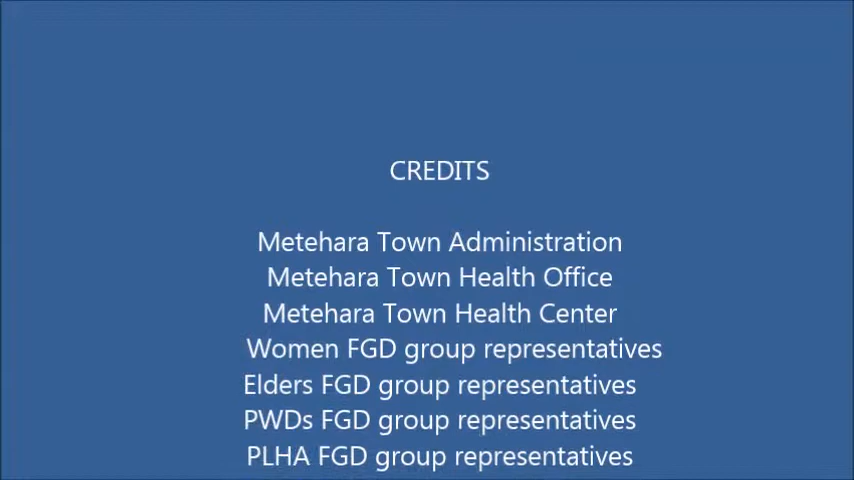 CREDITS
Metehara Town Administration
Metehara Town Health Office
Metehara Town Health Center
Women FGD group representatives
Elders FGD group representatives
PWDs FGD group representatives
PLHA FGD group representatives